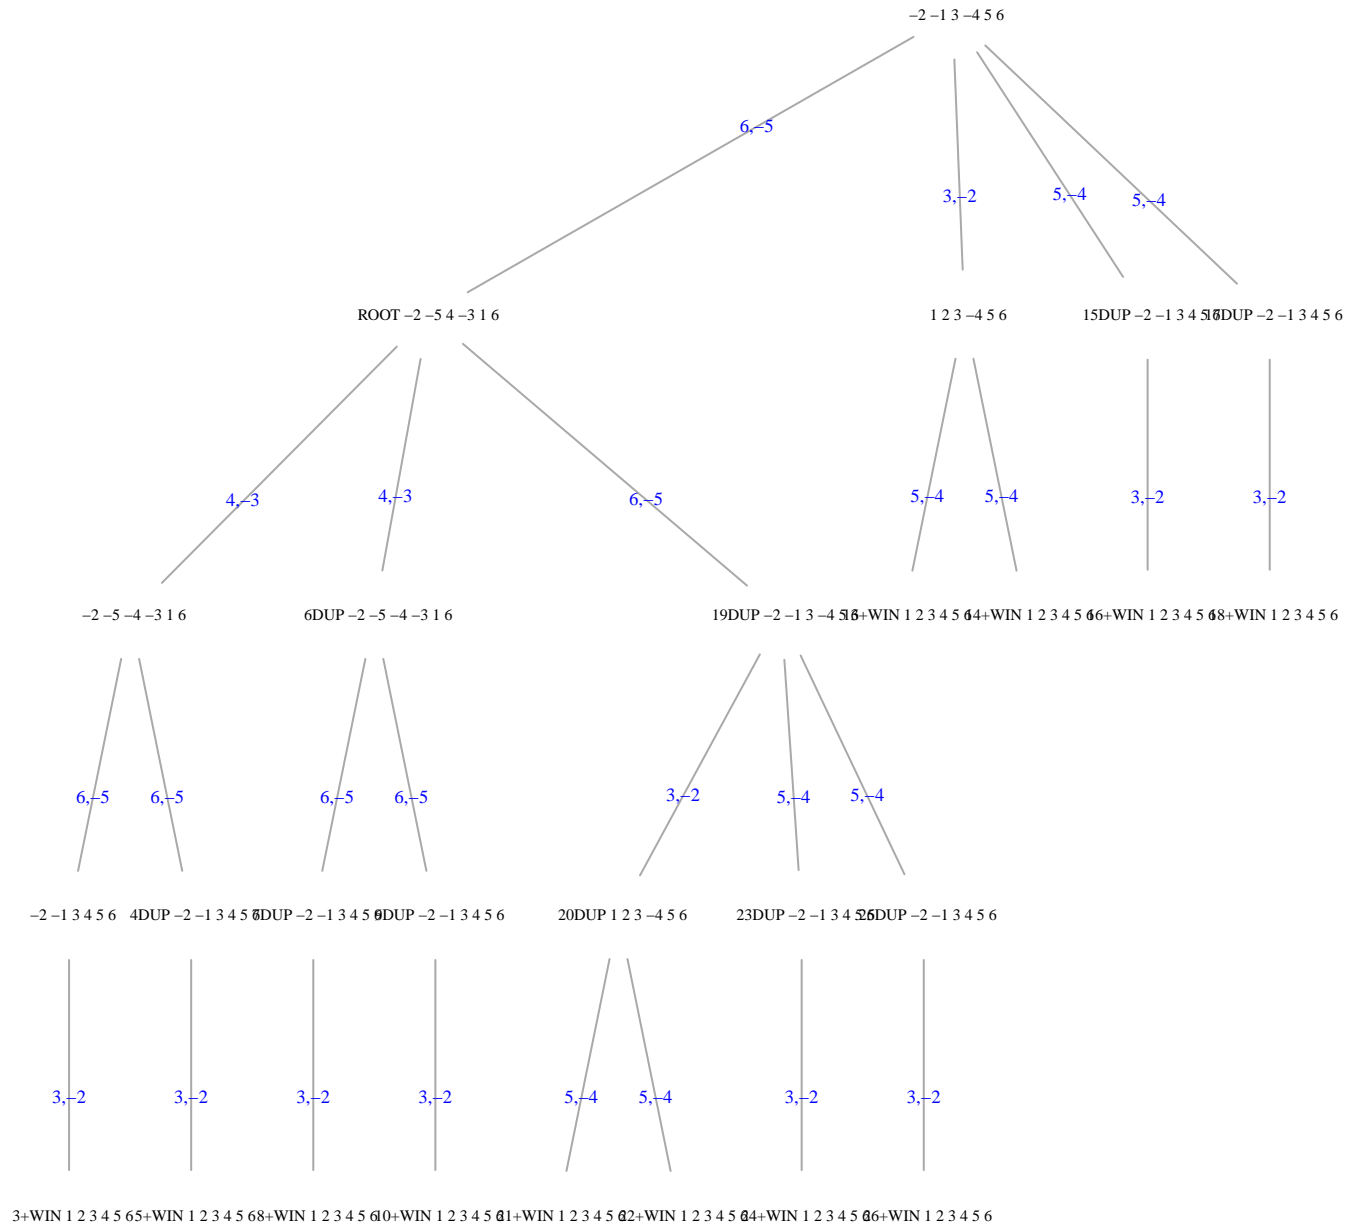 −2 −1 3 −4 5 6
6,−5
3,−2 5,−4 5,−4
ROOT −2 −5 4 −3 1 6 1 2 3 −4 5 6 15DUP −2 −1 3 4 5 6 17DUP −2 −1 3 4 5 6
4,−3 4,−3 6,−5 5,−4 5,−4 3,−2 3,−2
−2 −5 −4 −3 1 6 6DUP −2 −5 −4 −3 1 6 19DUP −2 −1 3 −4 5 6 13+WIN 1 2 3 4 5 6 14+WIN 1 2 3 4 5 6 16+WIN 1 2 3 4 5 6 18+WIN 1 2 3 4 5 6
6,−5 6,−5 6,−5 6,−5 3,−2 5,−4 5,−4
−2 −1 3 4 5 6 4DUP −2 −1 3 4 5 6 7DUP −2 −1 3 4 5 6 9DUP −2 −1 3 4 5 6 20DUP 1 2 3 −4 5 6 23DUP −2 −1 3 4 5 6 25DUP −2 −1 3 4 5 6
3,−2 3,−2 3,−2 3,−2 5,−4 5,−4 3,−2 3,−2
3+WIN 1 2 3 4 5 6 5+WIN 1 2 3 4 5 6 8+WIN 1 2 3 4 5 6 10+WIN 1 2 3 4 5 6 21+WIN 1 2 3 4 5 6 22+WIN 1 2 3 4 5 6 24+WIN 1 2 3 4 5 6 26+WIN 1 2 3 4 5 6